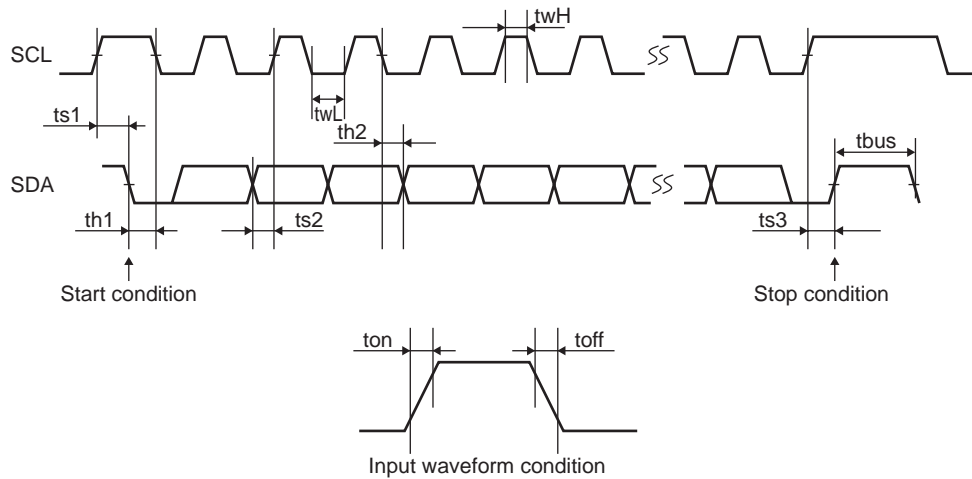 twH
SCL
twL
ts1
th2
tbus
SDA
th1
ts2
ts3
Start condition
Stop condition
ton
toff
Input waveform condition